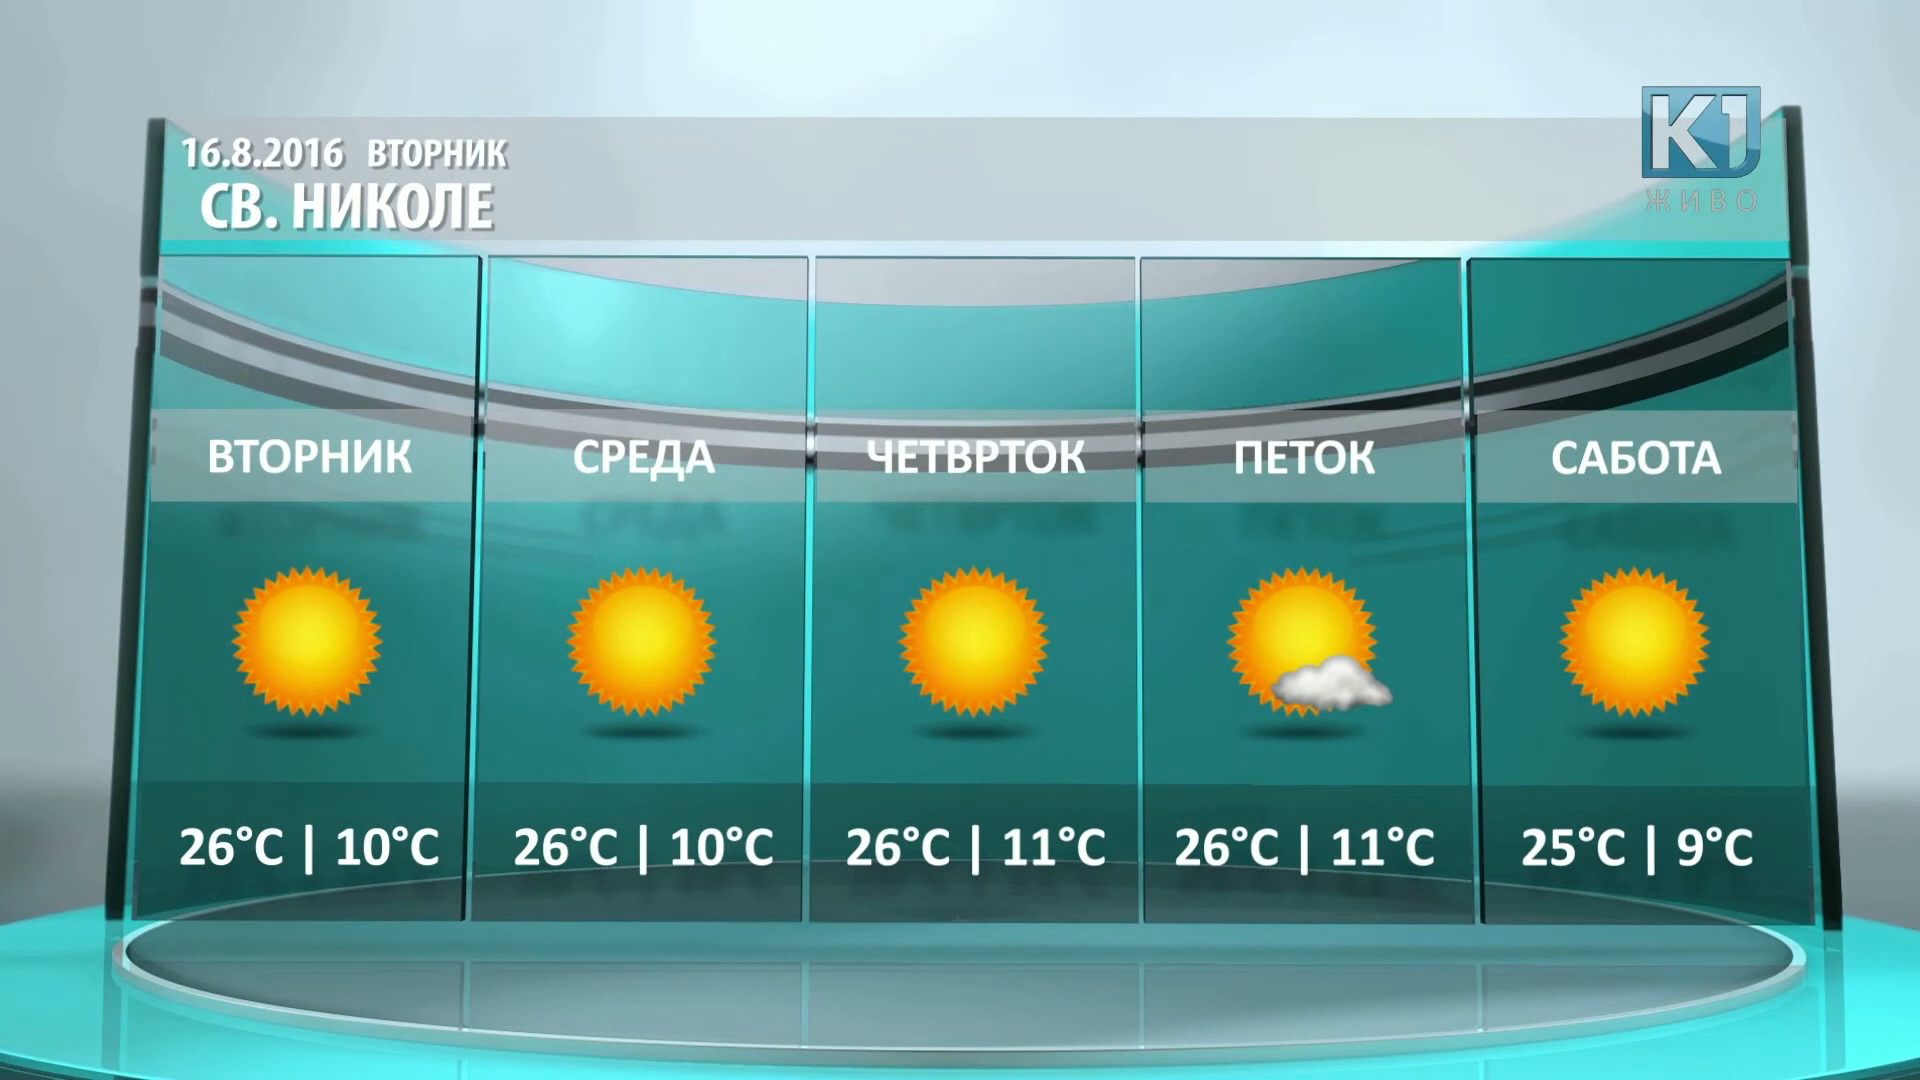 16.8.2016 ВТОРНИК
СВ. НИКОЛЕ
К1
ЖИВО
ВТОРНИК
СРЕДА
ЧЕТВРТОК
ПЕТОК
САБОТА
26°C | 10°C
26°C | 10°C
26°C | 11°C
26°C | 11°C
25°C | 9°C